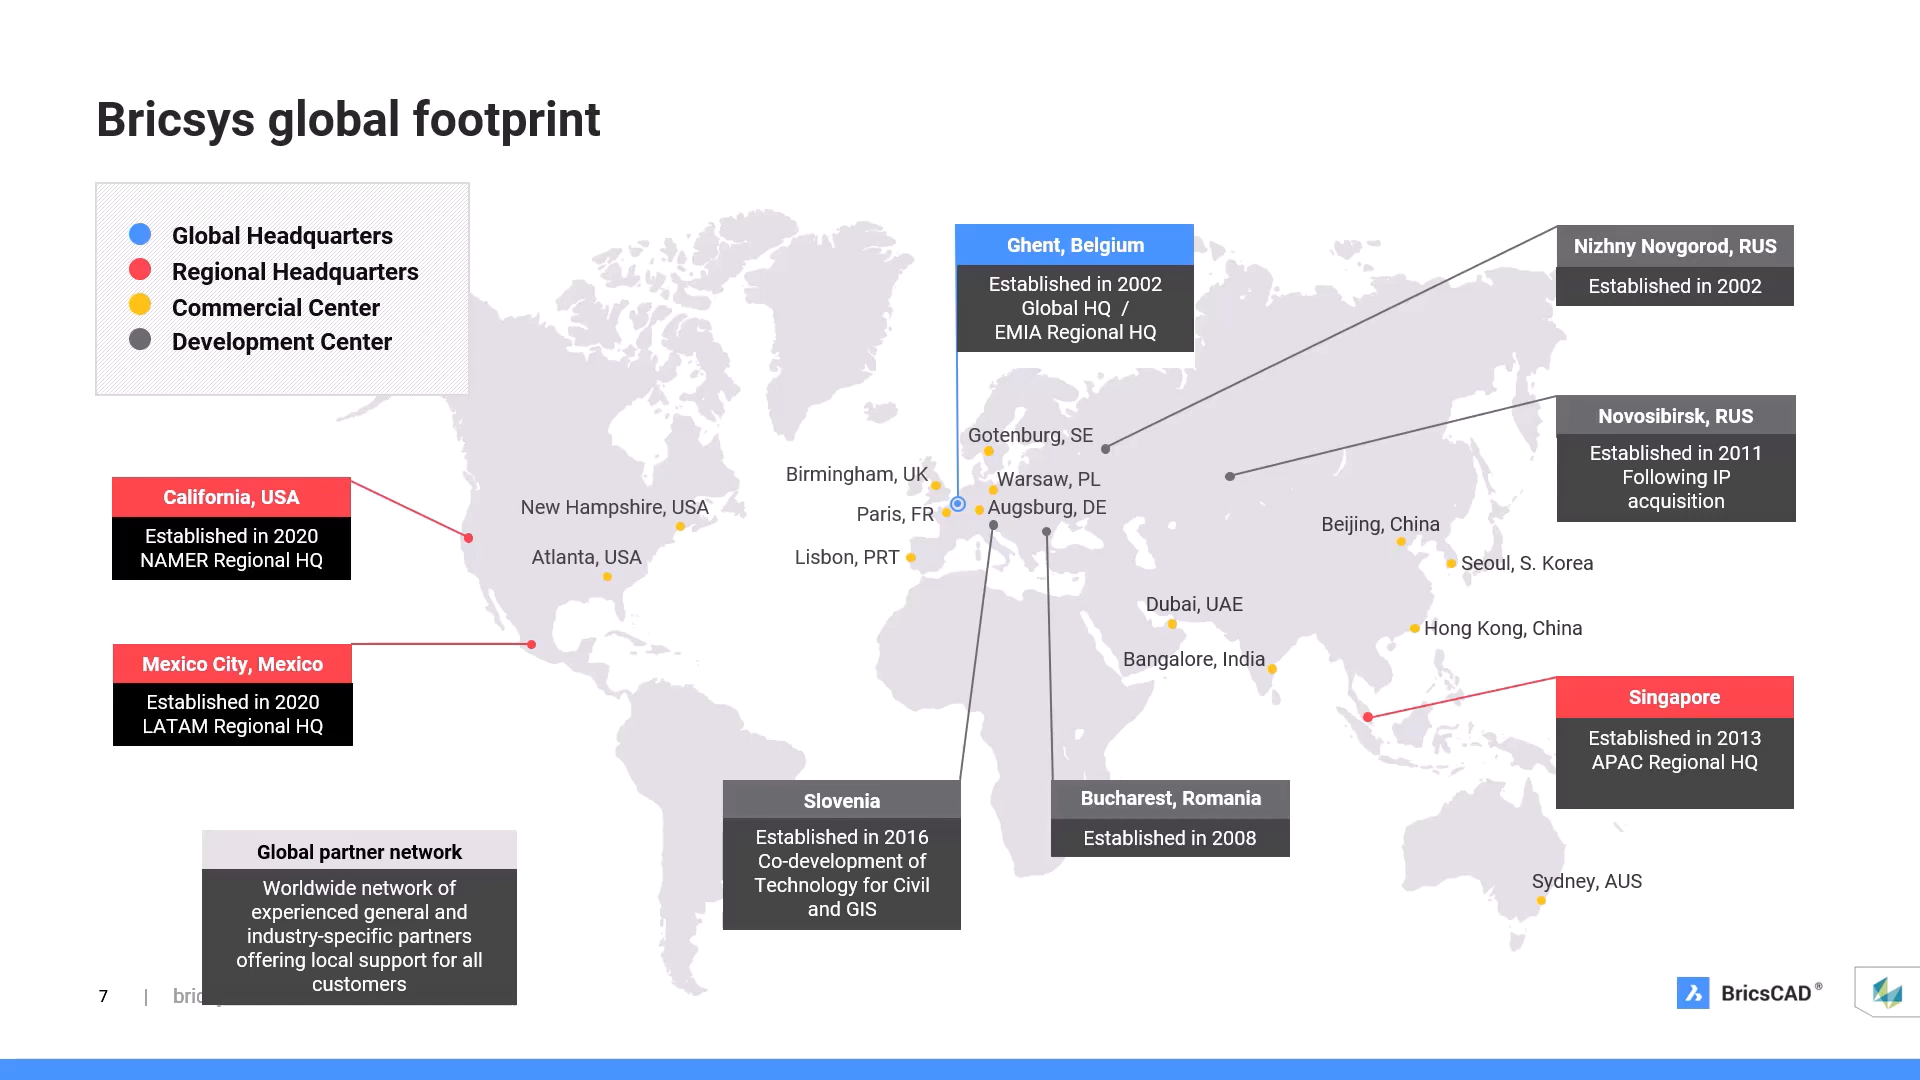 Bricsys global footprint
Global Headquarters
Regional Headquarters
Commercial Center
Development Center
Ghent, Belgium
Established in 2002
Global HQ /
EMIA Regional HQ
Nizhny Novgorod, RUS
Established in 2002
Novosibirsk, RUS
Established in 2011
Following IP
acquisition
Gotenburg, SE
Birmingham, UK
Warsaw, PL
Paris, FR
Augsburg, DE
Lisbon, PRT
California, USA
Established in 2020
NAMER Regional HQ
New Hampshire, USA
Atlanta, USA
Beijing, China
Seoul, S. Korea
Dubai, UAE
Hong Kong, China
Bangalore, India
Mexico City, Mexico
Established in 2020
LATAM Regional HQ
Singapore
Established in 2013
APAC Regional HQ
Slovenia
Established in 2016
Co-development of
Technology for Civil
and GIS
Bucharest, Romania
Established in 2008
Global partner network
Worldwide network of
experienced general and
industry-specific partners
offering local support for all
customers
Sydney, AUS
7 |
BricsCAD ®